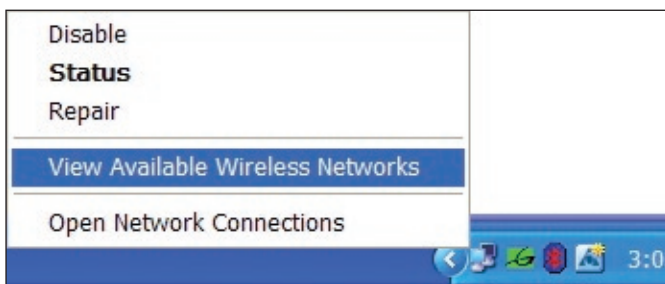 Disable
Status
Repair
View Available Wireless Networks
Open Network Connections
3:0